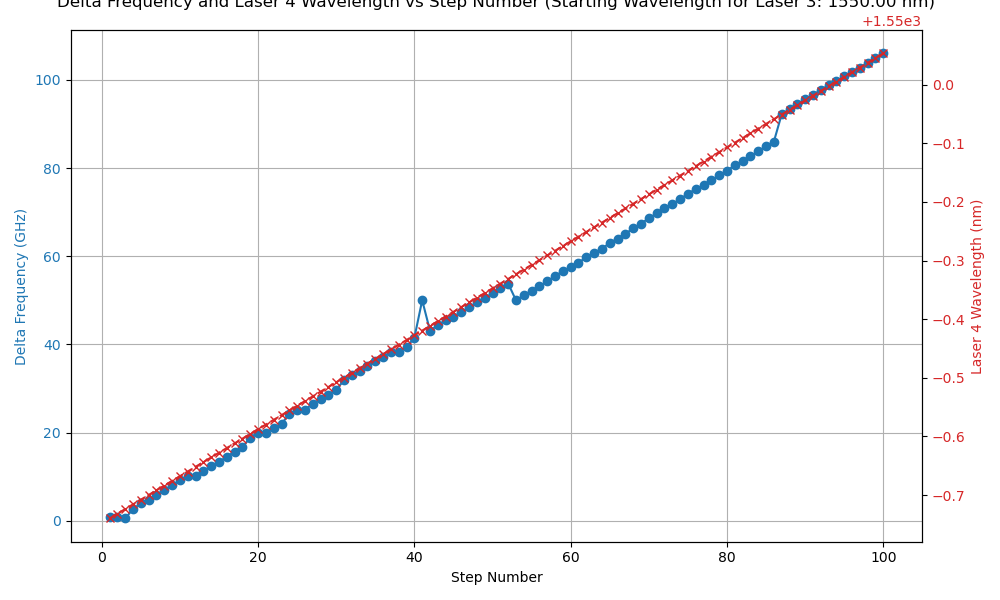 Delta Frequency and Laser 4 Wavelength vs Step Number (Starting Wavelength for Laser 3: 1550.00 nm)
+1.55e3
Delta Frequency (GHz)
100
80
60
40
20
0
0.0
−0.1
−0.2
−0.3
−0.4
−0.5
−0.6
−0.7
Laser 4 Wavelength (nm)
0 20 40 60 80 100
Step Number